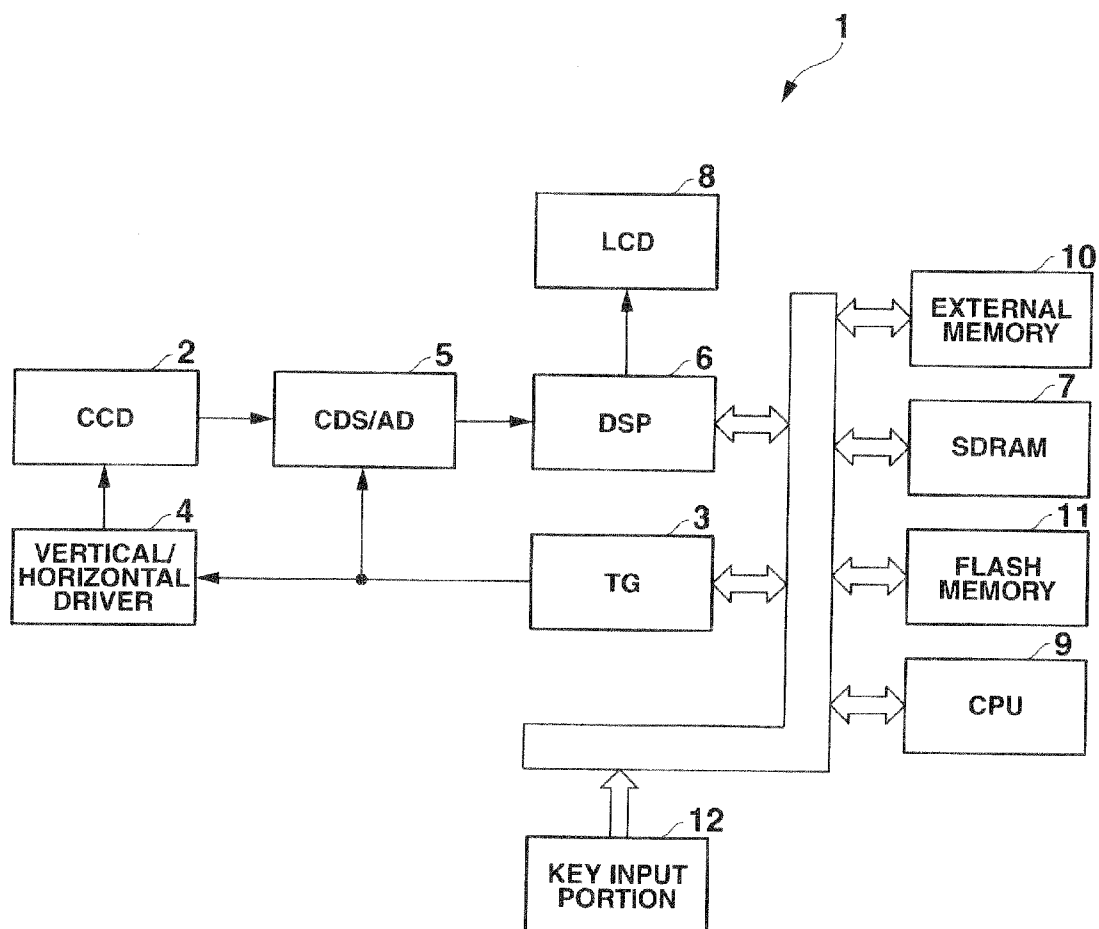 1
8
LCD
10
EXTERNAL
MEMORY
2
CCD
5
CDS/AD
6
DSP
7
SDRAM
4
VERTICAL/
HORIZONTAL
DRIVER
3
TG
11
FLASH
MEMORY
9
CPU
12
KEY INPUT
PORTION